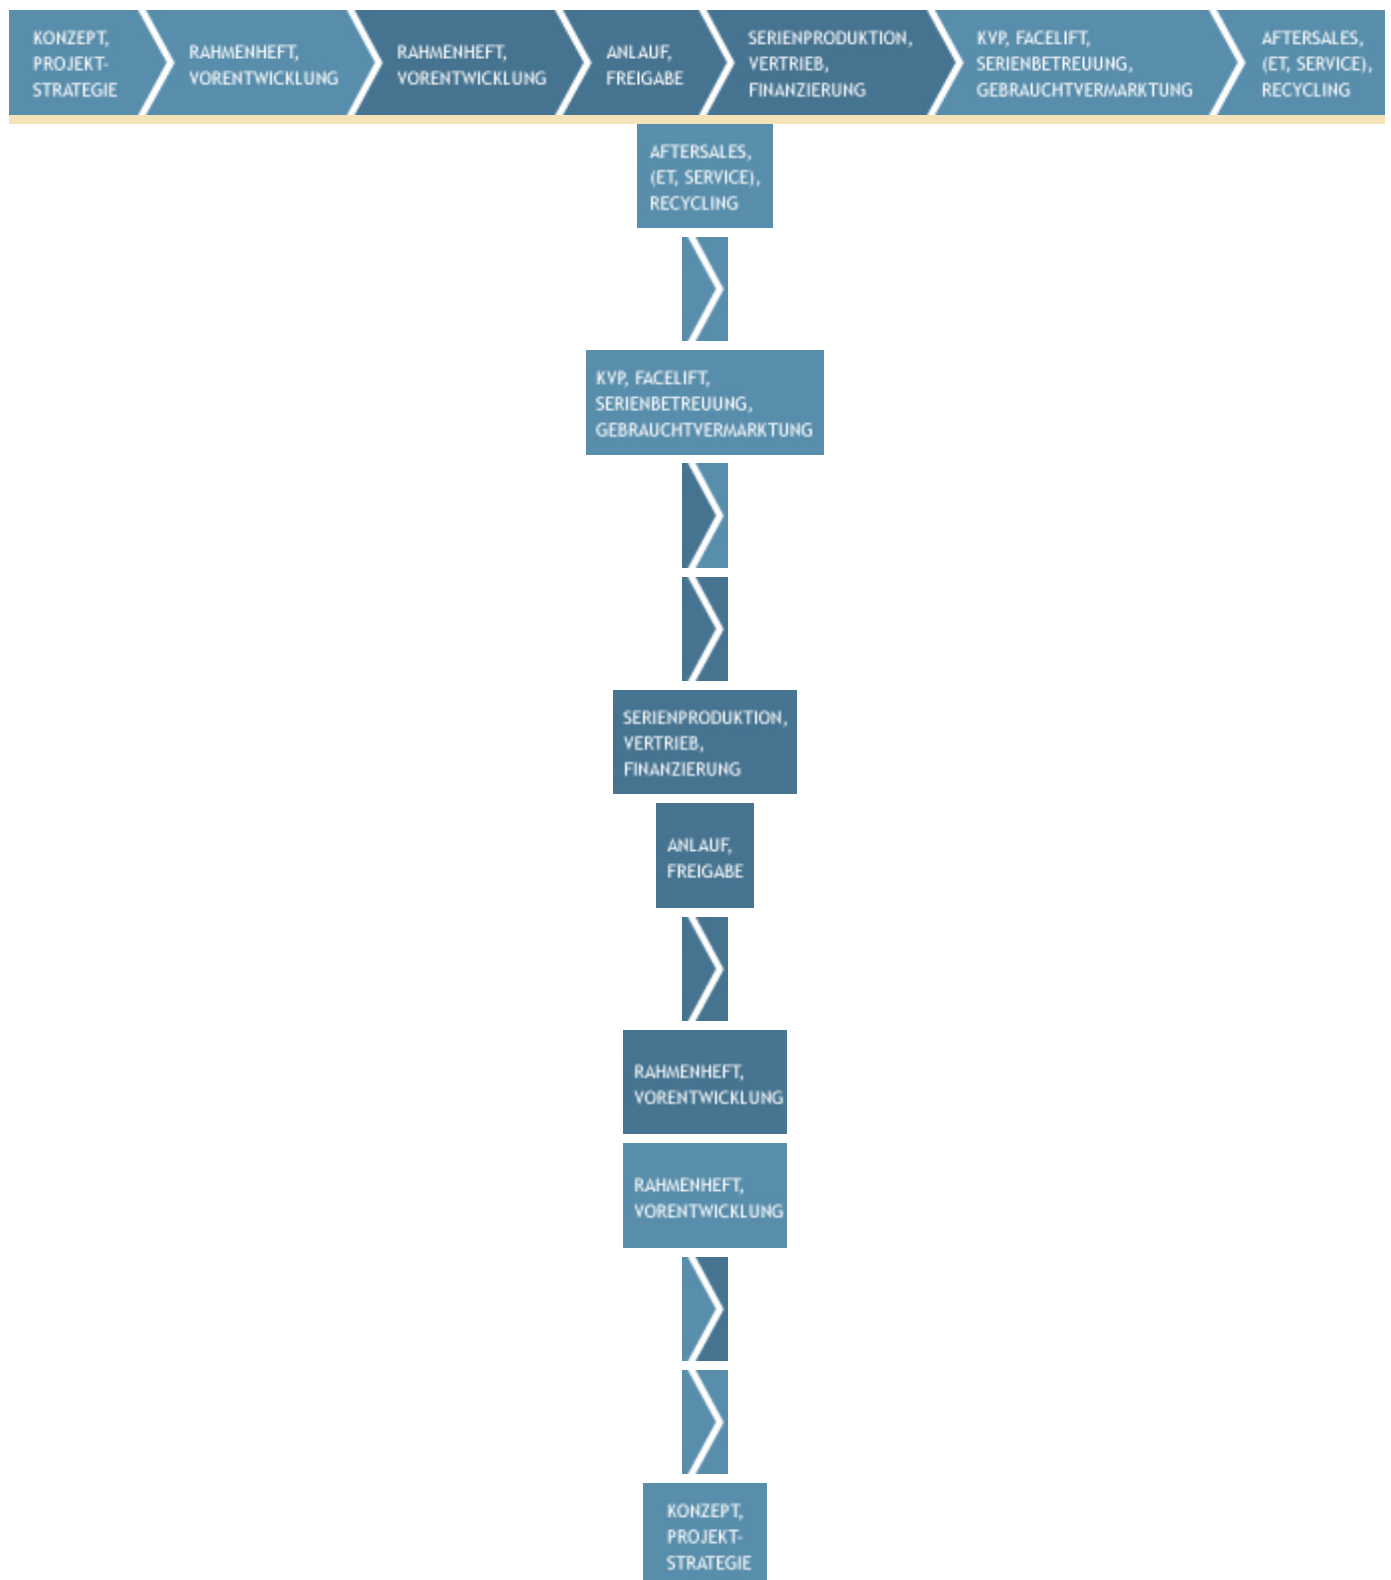 KONZEPT,
PROJEKT-
STRATEGIE
RAHMENHEFT,
VORENTWICKLUNG
RAHMENHEFT,
VORENTWICKLUNG
ANLAUF,
FREIGABE
SERIENPRODUKTION,
VERTRIEB,
FINANZIERUNG
KVP, FACELIFT,
SERIENBETREUUNG,
GEBRAUCHTVERMARKTUNG
AFTERSALES,
(ET, SERVICE),
RECYCLING
AFTERSALES,
(ET, SERVICE),
RECYCLING
KVP, FACELIFT,
SERIENBETREUUNG,
GEBRAUCHTVERMARKTUNG
SERIENPRODUKTION,
VERTRIEB,
FINANZIERUNG
ANLAUF,
FREIGABE
RAHMENHEFT,
VORENTWICKLUNG
RAHMENHEFT,
VORENTWICKLUNG
KONZEPT,
PROJEKT-
STRATEGIE